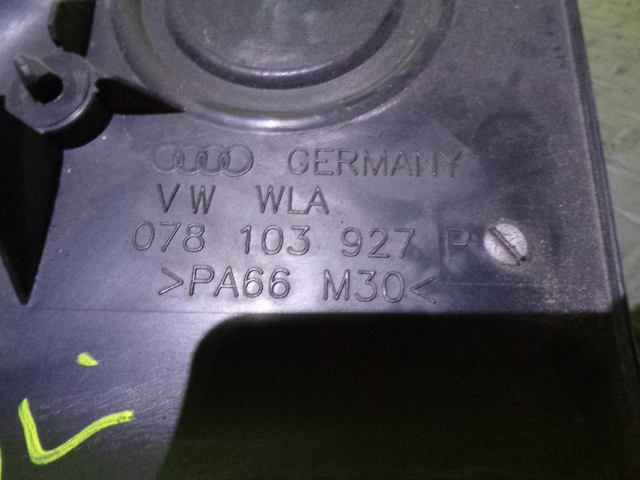 GERMANY
VW WLA
078 103 927 P
>PA66 M30<